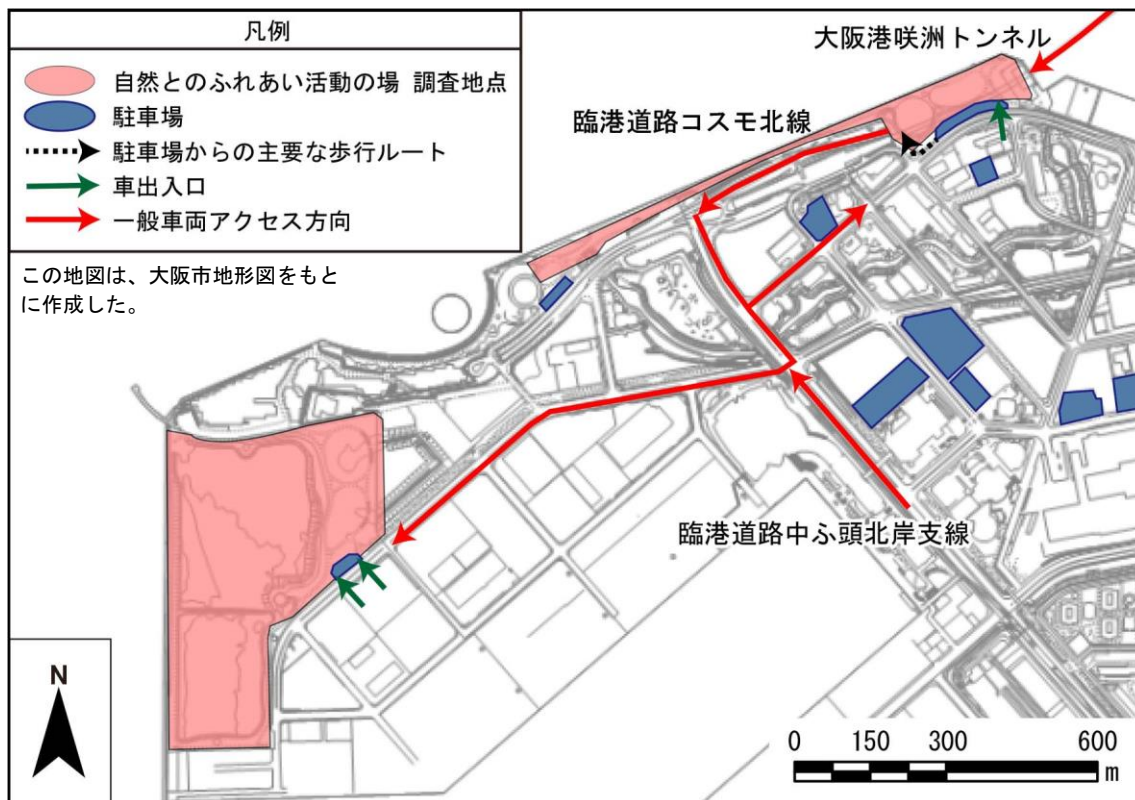 凡例
自然とのふれあい活動の場 調査地点
駐車場
駐車場からの主要な歩行ルート
車出入口
一般車両アクセス方向
この地図は、大阪市地形図をもと
に作成した。
大阪港咲洲トンネル
臨港道路コスモ北線
臨港道路中ふ頭北岸支線
N
0 150 300 600
m